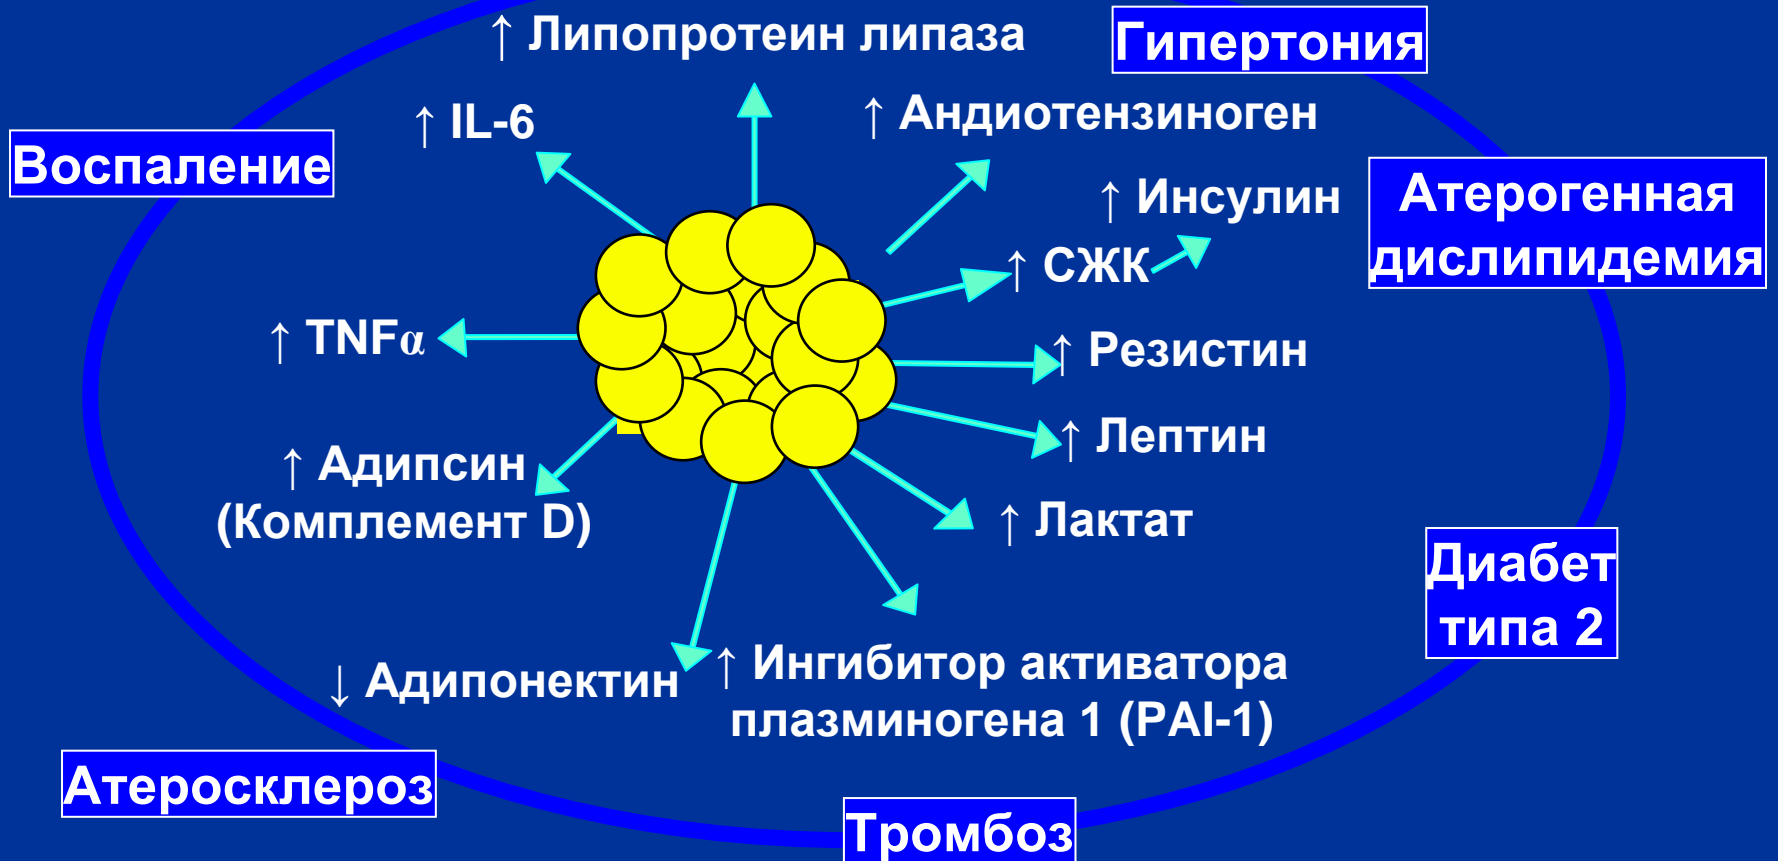 ↑ Липопротеин липаза
Гипертония
↑ IL-6
↑ Андиотензиноген
Воспаление
↑ Инсулин
Атерогенная
дислипидемия
↑ СЖК
↑ TNFα
↑ Резистин
↑ Лептин
↑ Адипсин
(Комплемент D)
↑ Лактат
Диабет
типа 2
↓ Адипонектин
↑ Ингибитор активатора
плазминогена 1 (PAI-1)
Атеросклероз
Тромбоз